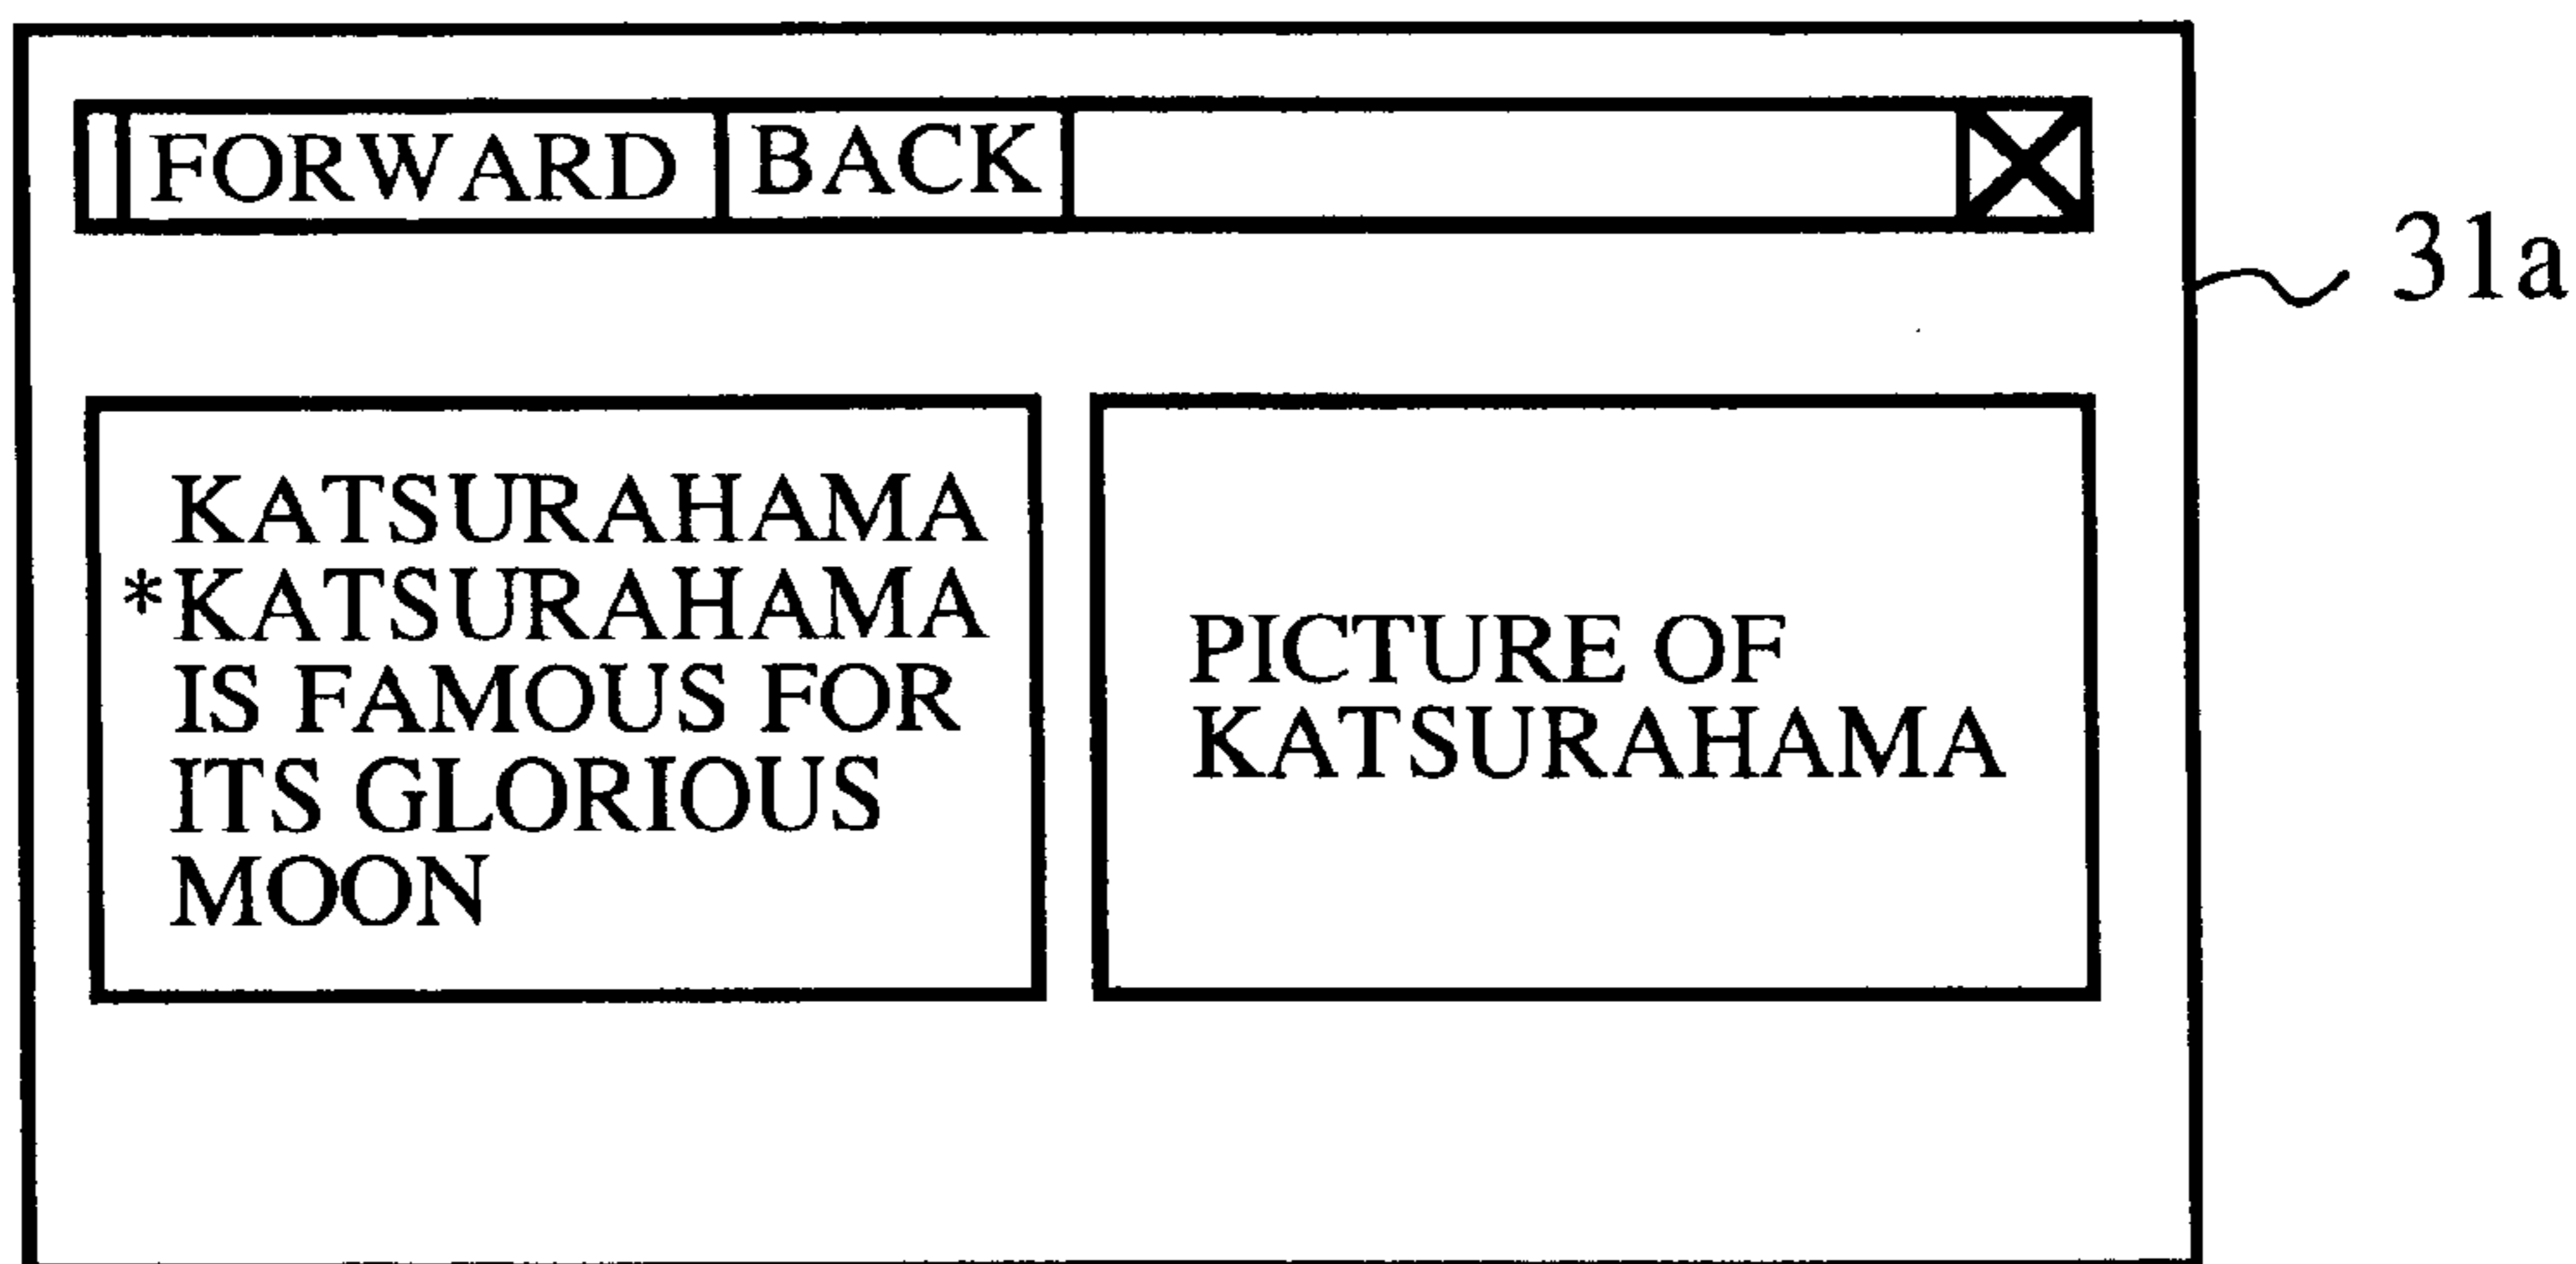 FORWARD BACK
31a
KATSURAHAMA
*KATSURAHAMA
IS FAMOUS FOR
ITS GLORIOUS
MOON
PICTURE OF
KATSURAHAMA